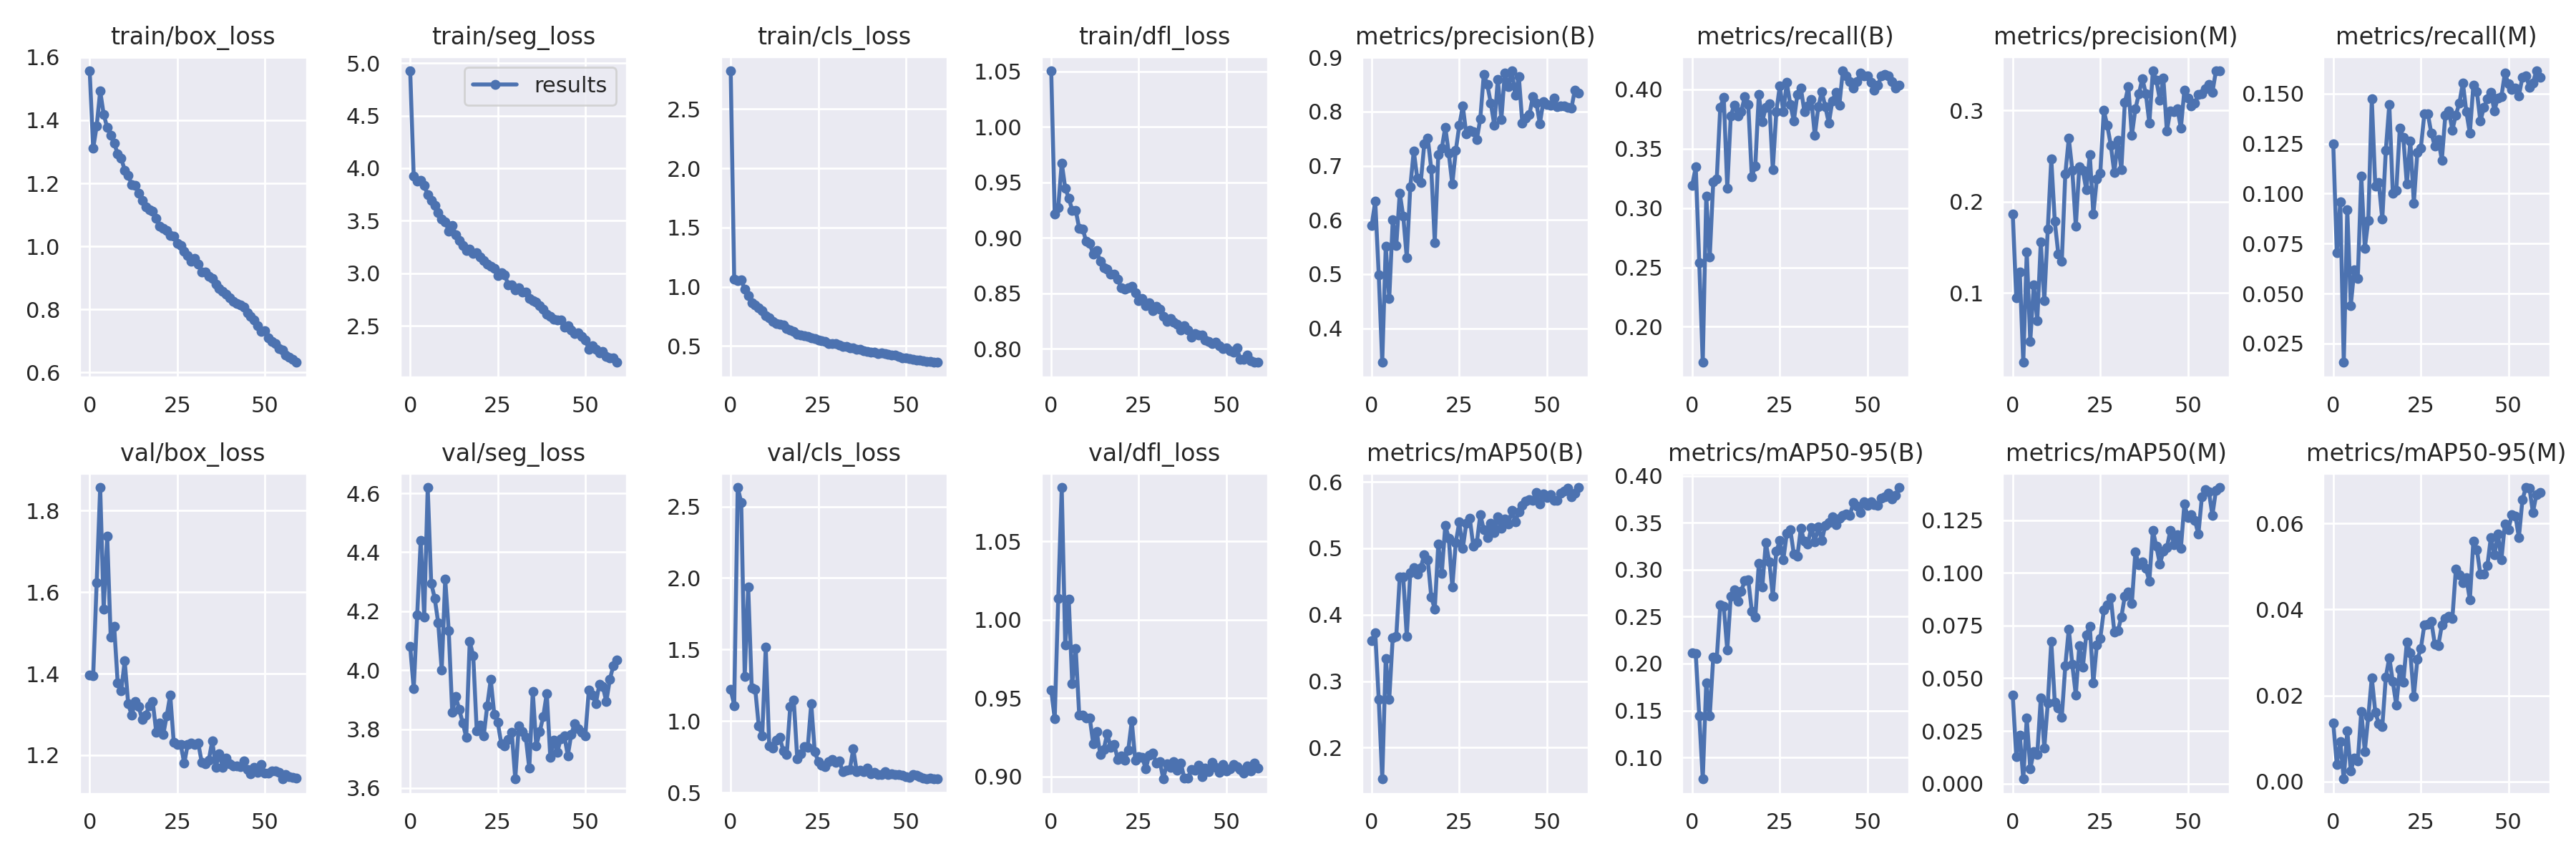 train/box_loss
1.6
1.4
1.2
1.0
0.8
0.6
0 25 50
train/seg_loss
results
5.0
4.5
4.0
3.5
3.0
2.5
0 25 50
train/cls_loss
2.5
2.0
1.5
1.0
0.5
0 25 50
train/dfl_loss
1.05
1.00
0.95
0.90
0.85
0.80
0 25 50
metrics/precision(B)
0.9
0.8
0.7
0.6
0.5
0.4
0 25 50
metrics/recall(B)
0.40
0.35
0.30
0.25
0.20
0 25 50
metrics/precision(M)
0.3
0.2
0.1
0 25 50
metrics/recall(M)
0.150
0.125
0.100
0.075
0.050
0.025
0 25 50
val/box_loss
1.8
1.6
1.4
1.2
0 25 50
val/seg_loss
4.6
4.4
4.2
4.0
3.8
3.6
0 25 50
val/cls_loss
2.5
2.0
1.5
1.0
0.5
0 25 50
val/dfl_loss
1.05
1.00
0.95
0.90
0 25 50
metrics/mAP50(B)
0.6
0.5
0.4
0.3
0.2
0 25 50
metrics/mAP50-95(B)
0.40
0.35
0.30
0.25
0.20
0.15
0.10
0 25 50
metrics/mAP50(M)
0.125
0.100
0.075
0.050
0.025
0.000
0 25 50
metrics/mAP50-95(M)
0.06
0.04
0.02
0.00
0 25 50